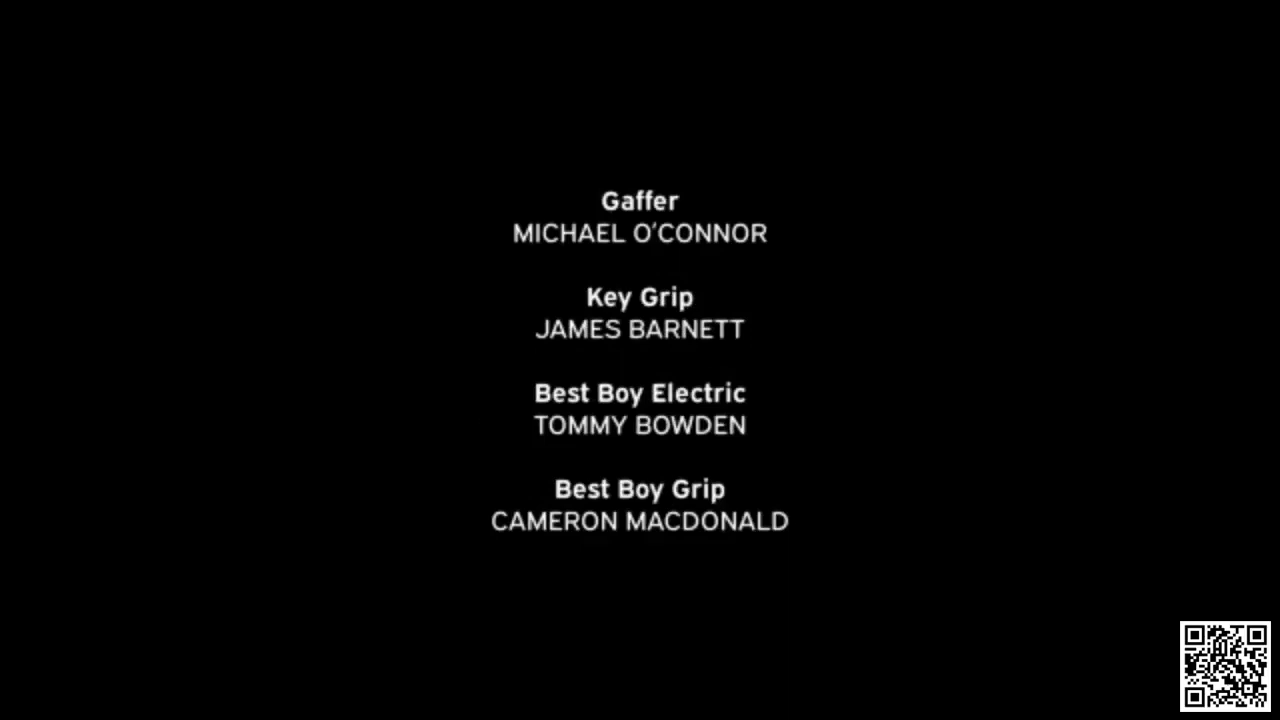 Gaffer
MICHAEL O'CONNOR
Key Grip
JAMES BARNETT
Best Boy Electric
TOMMY BOWDEN
Best Boy Grip
CAMERON MACDONALD